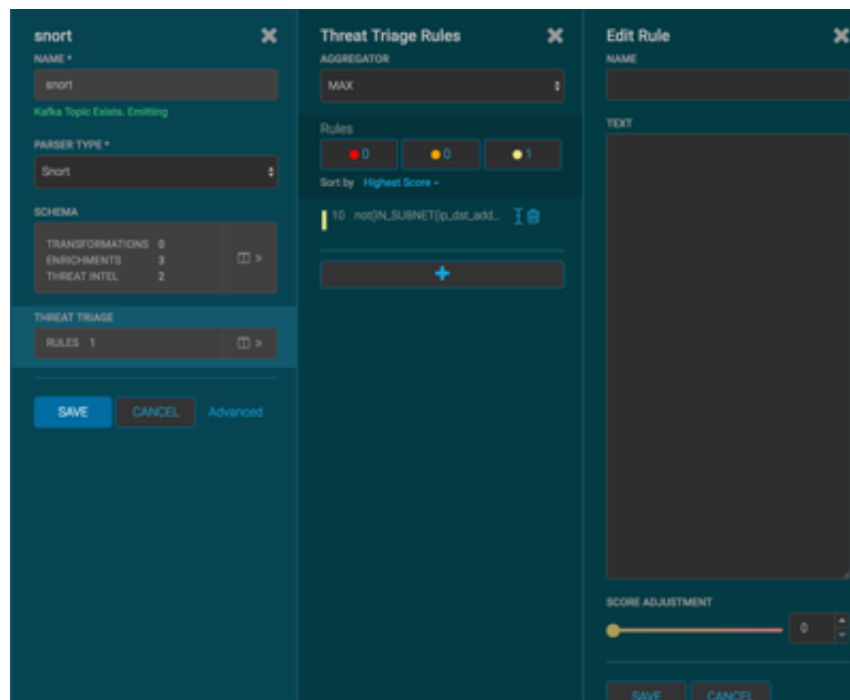 snort
NAME *
snort
Kafka Topic Exists. Emitting
PARSER TYPE *
Snort
SCHEMA
TRANSFORMATIONS 0
ENRICHMENTS 3
THREAT INTEL 2
THREAT TRIAGE
RULES 1
SAVE CANCEL Advanced
Threat Triage Rules
AGGREGATOR
MAX
Rules
0 0 1
Sort by Highest Score
10 not(IN_SUBNET(ip_dst_add...
+
Edit Rule
NAME
TEXT
SCORE ADJUSTMENT
0
SAVE CANCEL